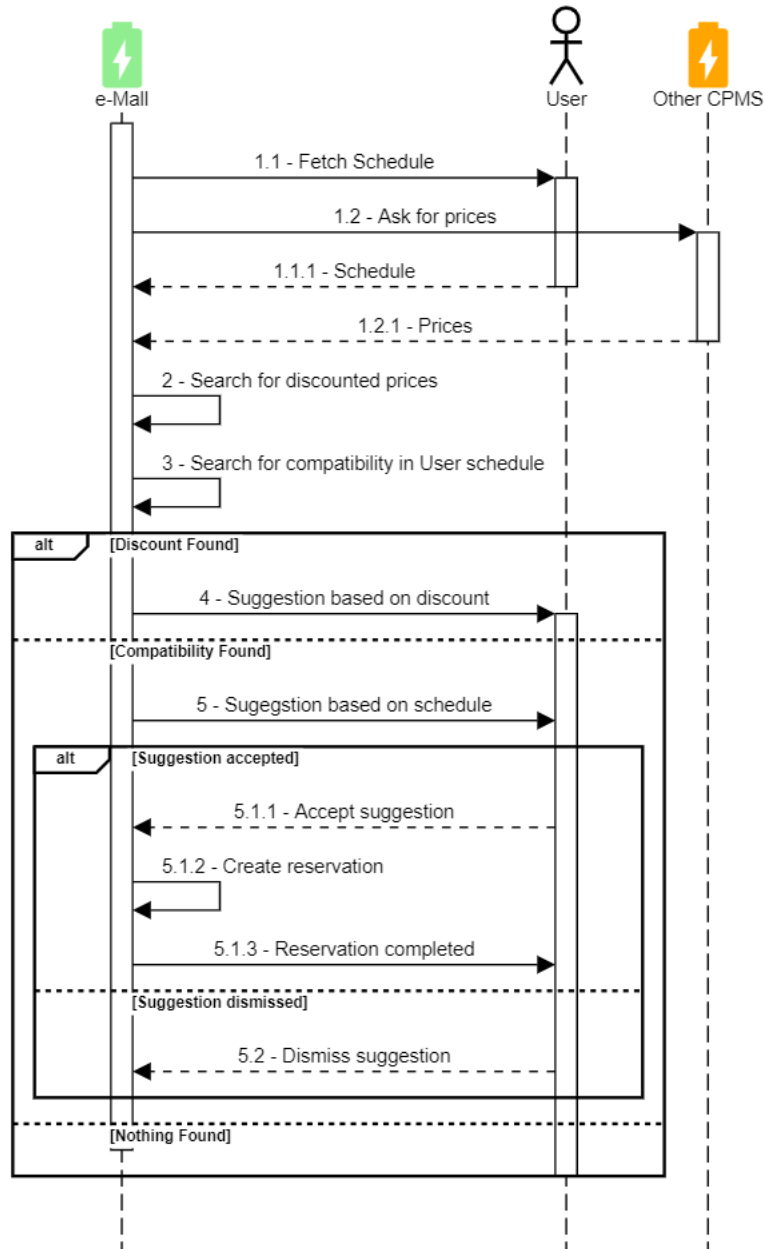 e-Mall
User
Other CPMS
1.1 - Fetch Schedule
1.2 - Ask for prices
1.1.1 - Schedule
1.2.1 - Prices
2 - Search for discounted prices
3 - Search for compatibility in User schedule
alt
[Discount Found]
4 - Suggestion based on discount
[Compatibility Found]
5 - Sugegstion based on schedule
alt
[Suggestion accepted]
5.1.1 - Accept suggestion
5.1.2 - Create reservation
5.1.3 - Reservation completed
[Suggestion dismissed]
5.2 - Dismiss suggestion
[Nothing Found]